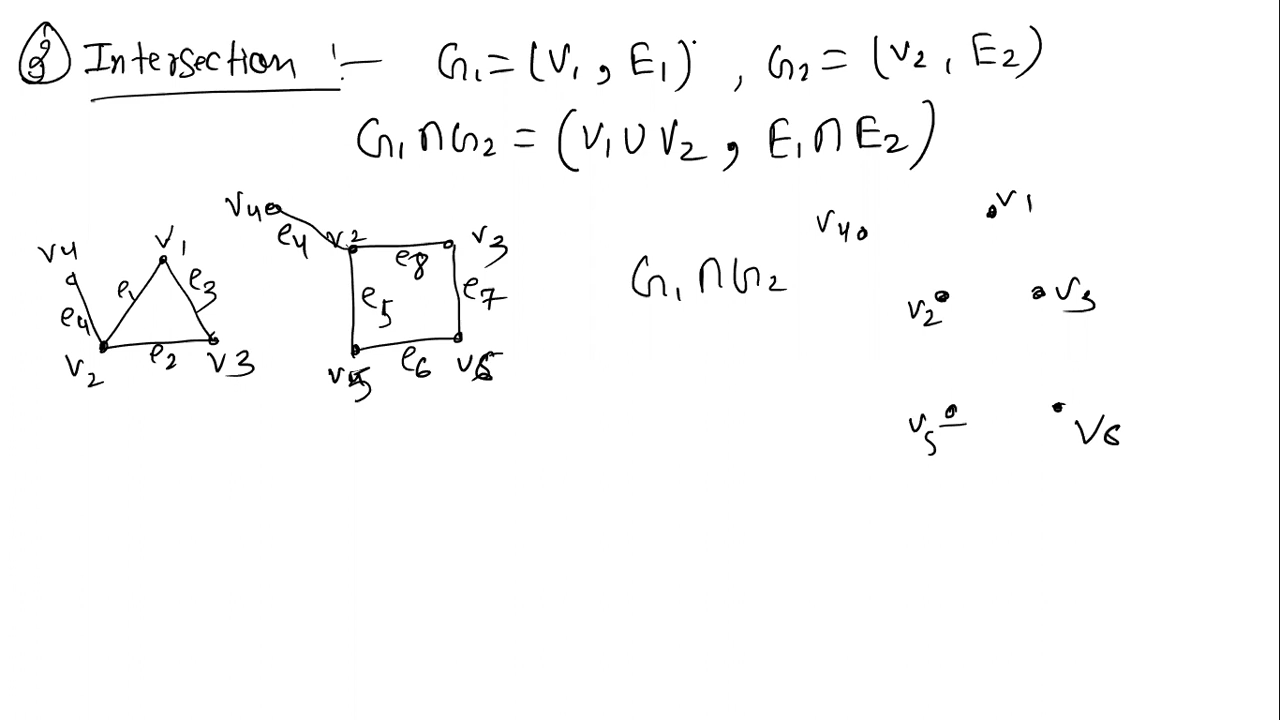 ③ Intersection :- G₁ = (V₁, E₁), G₂ = (V₂, E₂)
G₁ ∩ G₂ = (V₁ ∪ V₂, E₁ ∩ E₂)
V4 e4 V2 e8 V3 e5 e7 V5 e6 V6
V4 V1 e1 e3 e4 V2 e2 V3
G₁ ∩ G₂
V4 V1
V2 V3
V5 V6